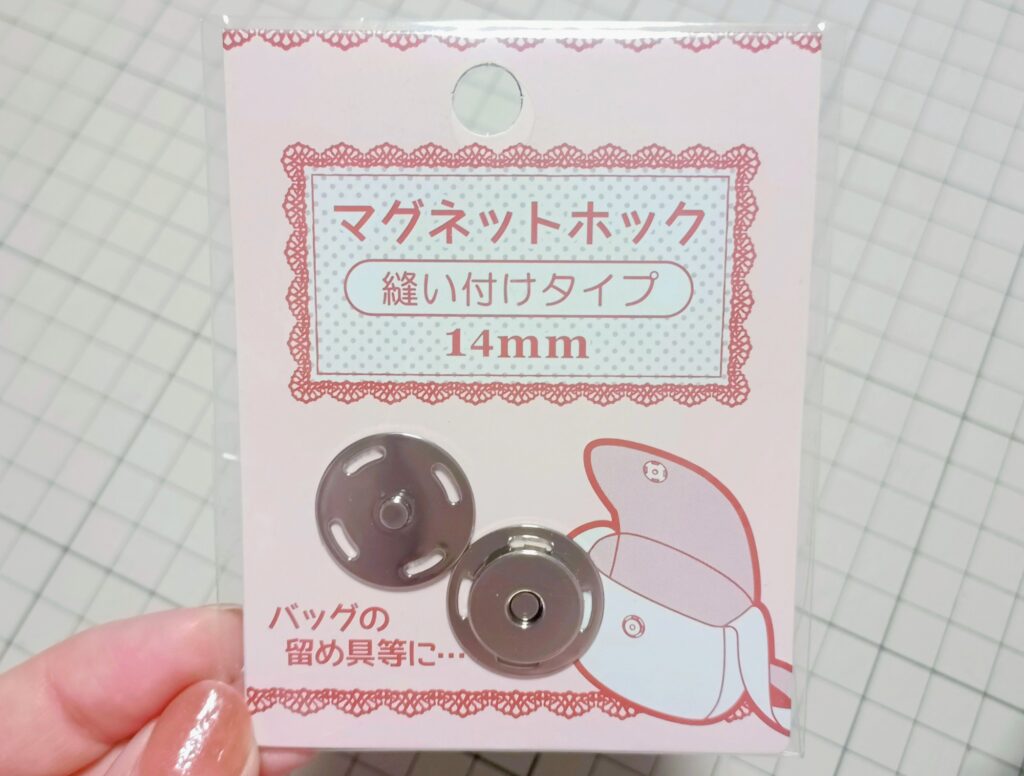 マグネットホック
縫い付けタイプ
14mm
バッグの
留め具等に…